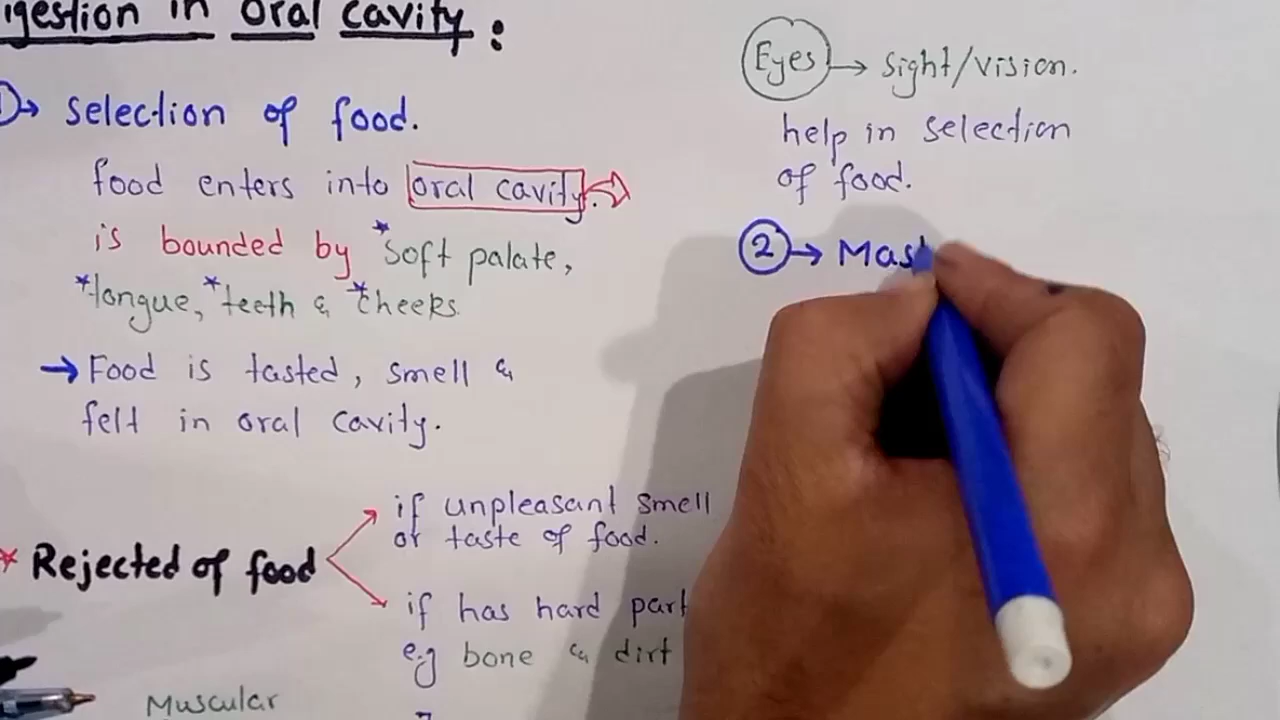 igestion in oral cavity :
1 → selection of food.
food enters into oral cavity.
is bounded by *soft palate,
*tongue, *teeth & *cheeks.
→ Food is tasted, smell &
felt in oral cavity.
* Rejected of food
if unpleasant smell
or taste of food.
if has hard part
e.g bone & dirt
Muscular
Eyes → sight/vision.
help in selection
of food.
2 → Mast